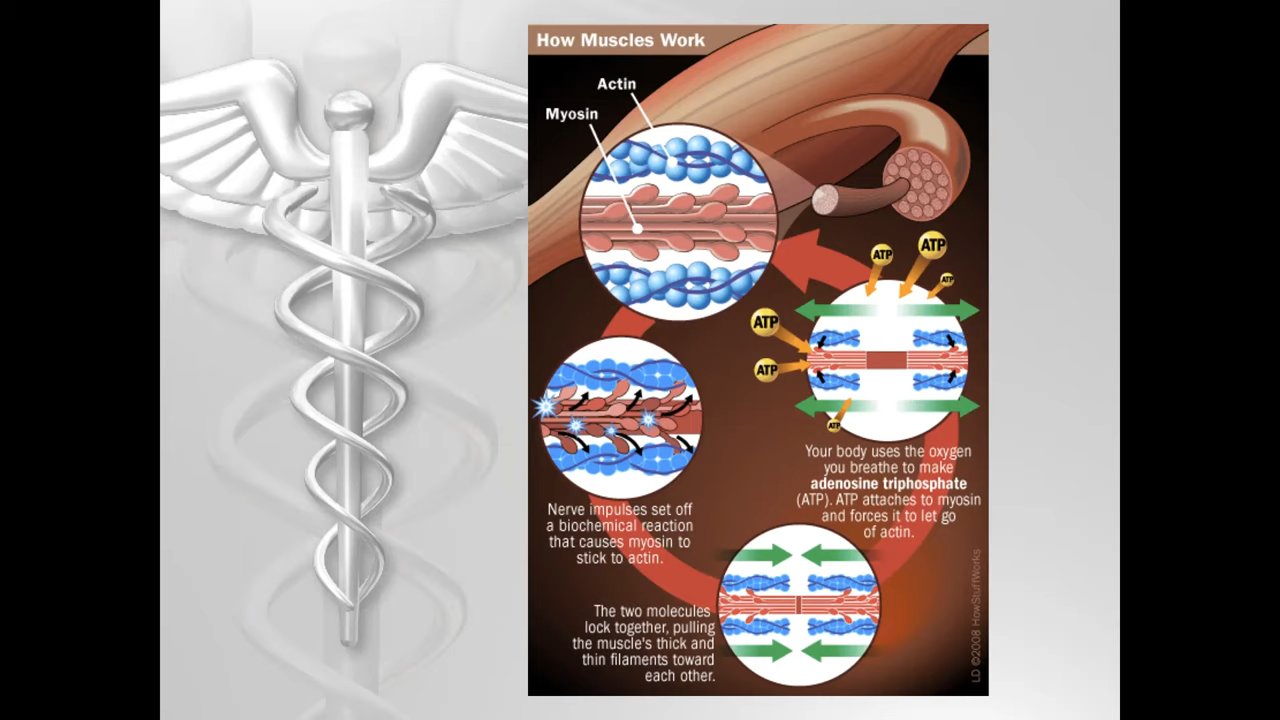 How Muscles Work
Actin
Myosin
ATP
ATP
ATP
ATP
ATP
ATP
Nerve impulses set off
a biochemical reaction
that causes myosin to
stick to actin.
The two molecules
lock together, pulling
the muscle's thick and
thin filaments toward
each other.
Your body uses the oxygen
you breathe to make
adenosine triphosphate
(ATP). ATP attaches to myosin
and forces it to let go
of actin.
LD ©2008 HowStuffWorks